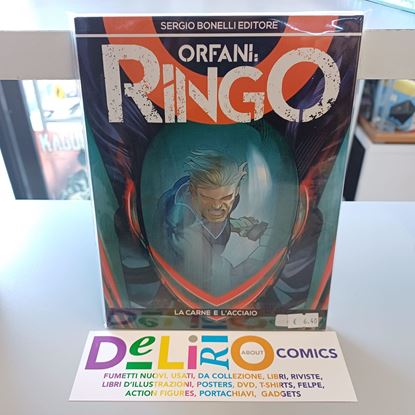 SERGIO BONELLI EDITORE
ORFANI:
RINGO
LA CARNE E L'ACCIAIO
€ 6,40
DeLiRiO ABOUT COMICS
FUMETTI NUOVI, USATI, DA COLLEZIONE, LIBRI, RIVISTE,
LIBRI D'ILLUSTRAZIONI, POSTERS, DVD, T-SHIRTS, FELPE,
ACTION FIGURES, PORTACHIAVI, GADGETS